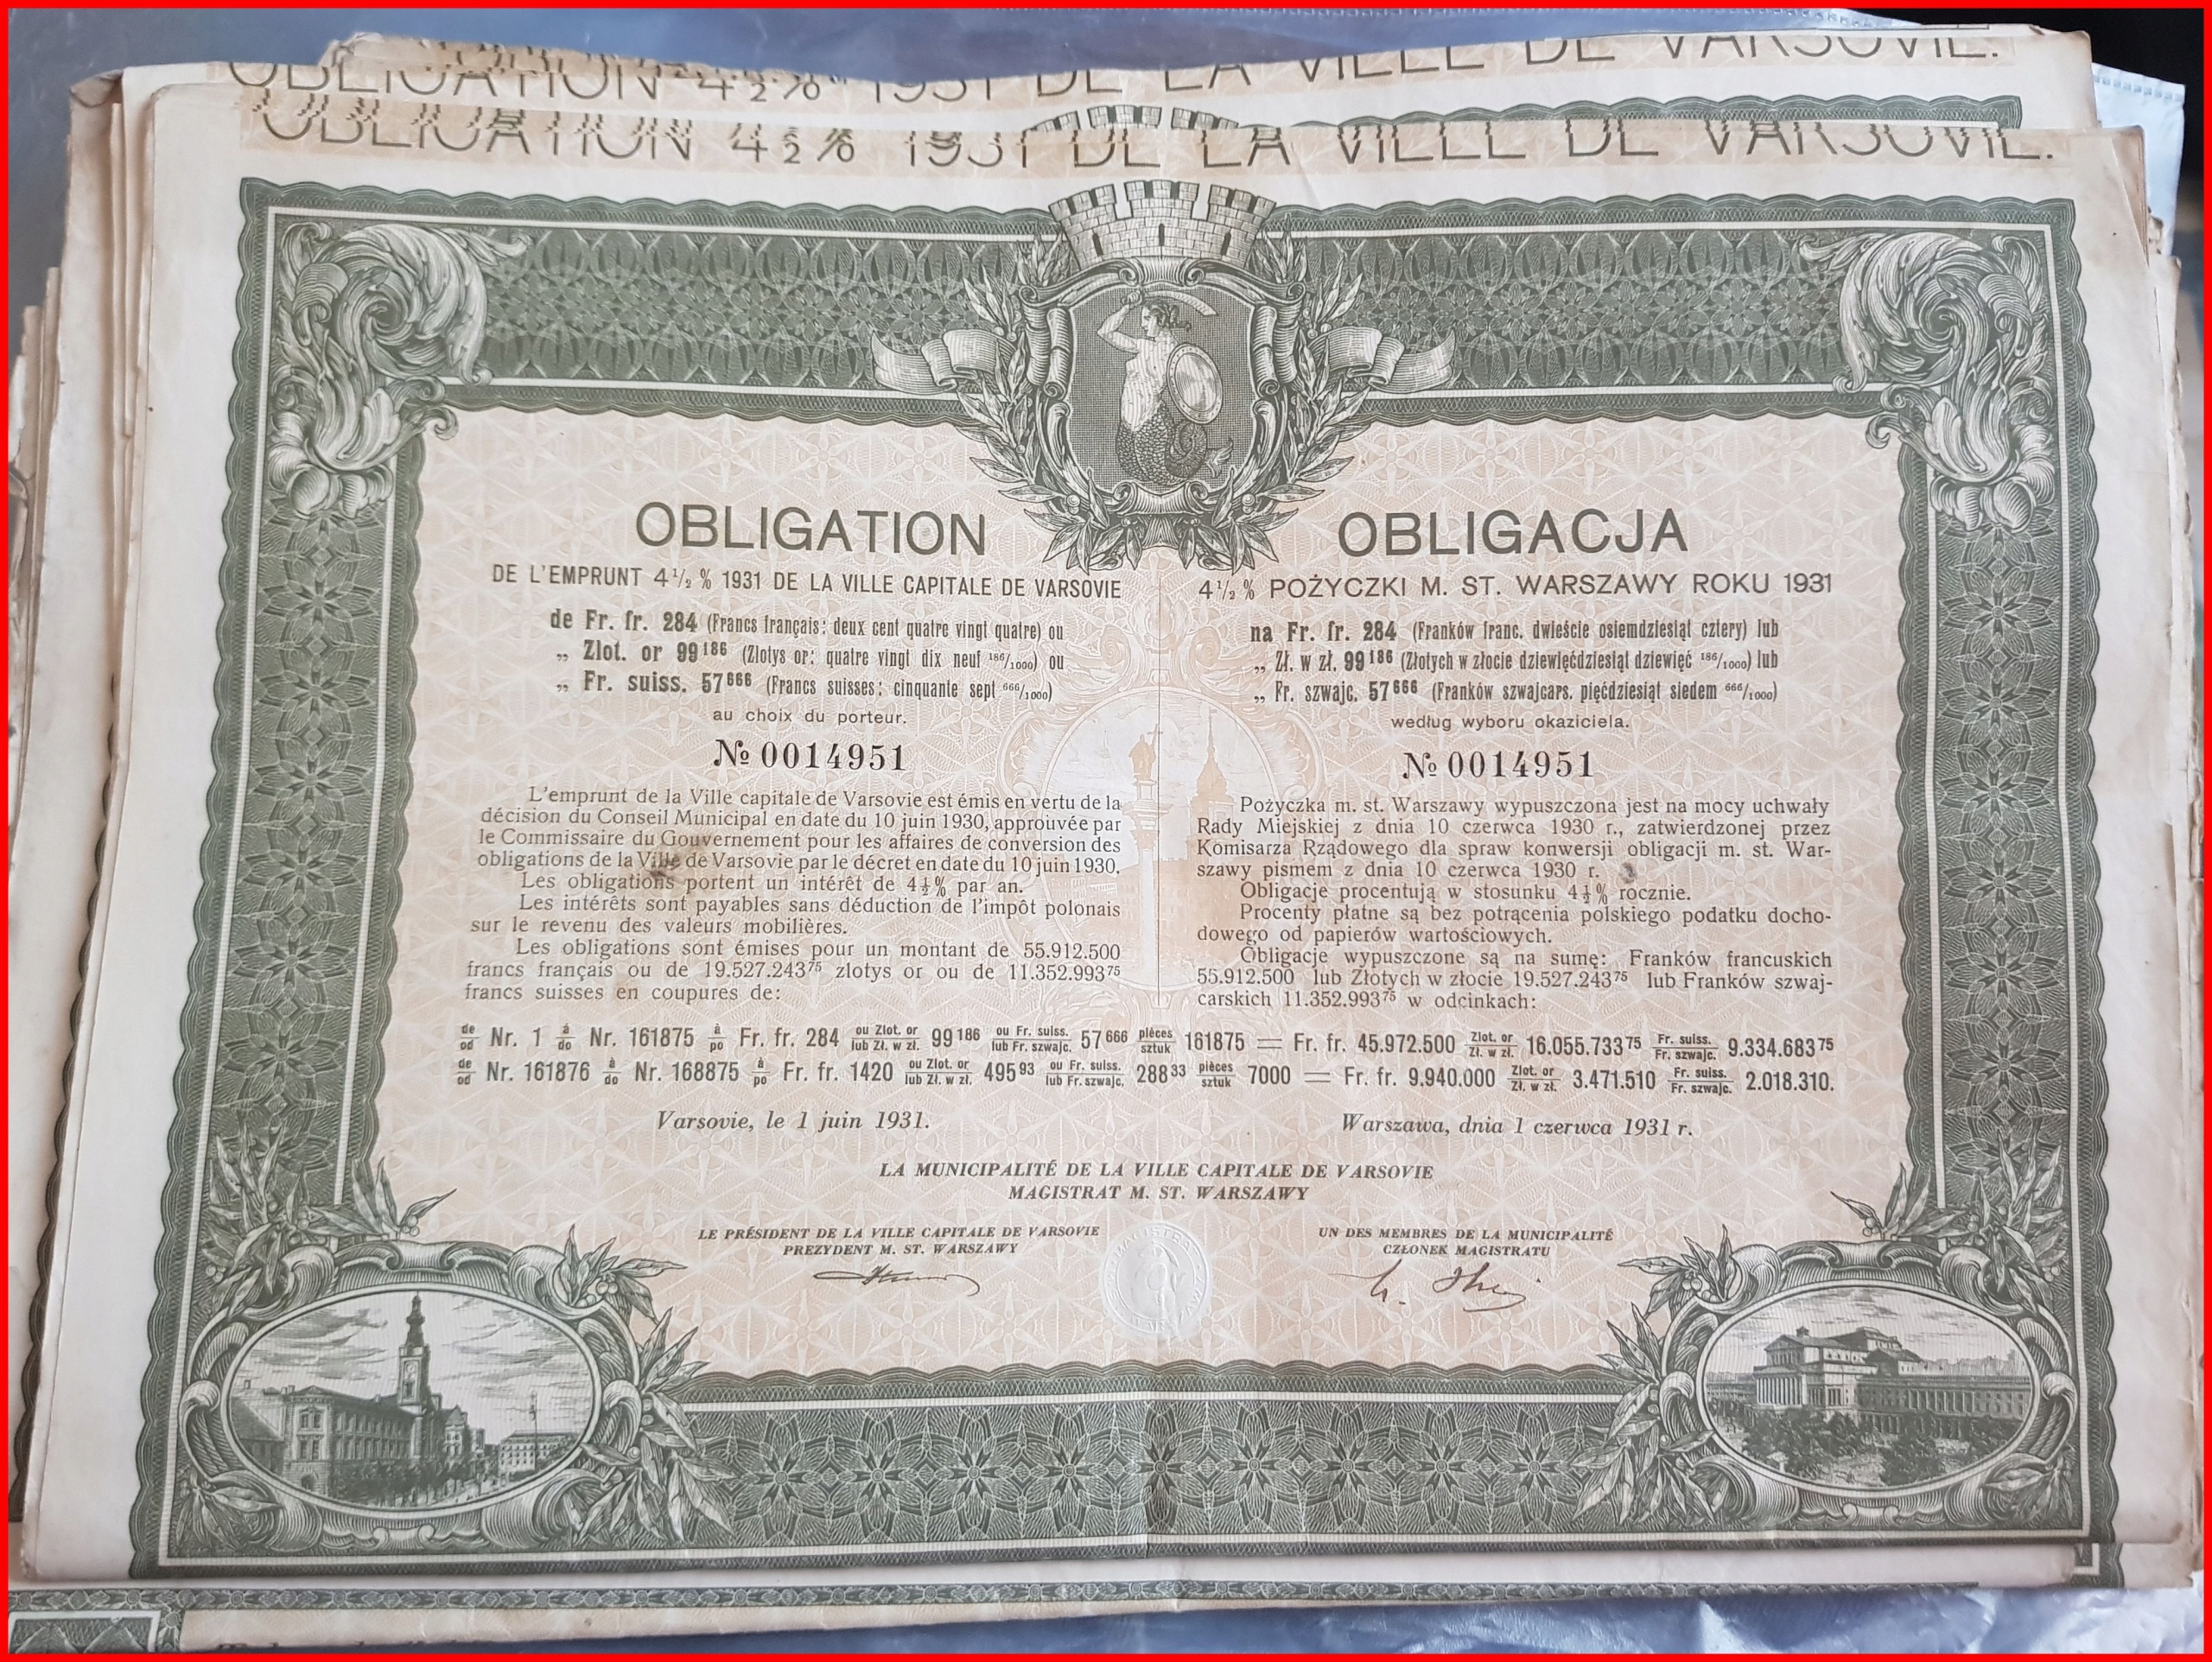 OBLIGATION 4½% 1931 DE LA VILLE DE VARSOVIE.
OBLIGATION 4½% 1931 DE LA VILLE DE VARSOVIE.
OBLIGATION
DE L'EMPRUNT 4½% 1931 DE LA VILLE CAPITALE DE VARSOVIE
de Fr. fr. 284 (Francs français: deux cent quatre vingt quatre) ou
„ Zlot. or 99¹⁸⁶ (Zlotys or: quatre vingt dix neuf ¹⁸⁶/₁₀₀₀) ou
„ Fr. suiss. 57⁶⁶⁶ (Francs suisses: cinquante sept ⁶⁶⁶/₁₀₀₀)
au choix du porteur.
№ 0014951
L'emprunt de la Ville capitale de Varsovie est émis en vertu de la
décision du Conseil Municipal en date du 10 juin 1930, approuvée par
le Commissaire du Gouvernement pour les affaires de conversion des
obligations de la Ville de Varsovie par le décret en date du 10 juin 1930.
Les obligations portent un intérêt de 4½% par an.
Les intérêts sont payables sans déduction de l'impôt polonais
sur le revenu des valeurs mobilières.
Les obligations sont émises pour un montant de 55.912.500
francs français ou de 19.527.243⁷⁵ zlotys or ou de 11.352.993⁷⁵
francs suisses en coupures de:
OBLIGACJA
4½% POŻYCZKI M. ST. WARSZAWY ROKU 1931
na Fr. fr. 284 (Franków franc. dwieście osiemdziesiąt cztery) lub
„ Zł. w zł. 99¹⁸⁶ (Złotych w złocie dziewięćdziesiąt dziewięć ¹⁸⁶/₁₀₀₀) lub
„ Fr. szwajc. 57⁶⁶⁶ (Franków szwajcars. pięćdziesiąt siedem ⁶⁶⁶/₁₀₀₀)
według wyboru okaziciela.
№ 0014951
Pożyczka m. st. Warszawy wypuszczona jest na mocy uchwały
Rady Miejskiej z dnia 10 czerwca 1930 r., zatwierdzonej przez
Komisarza Rządowego dla spraw konwersji obligacji m. st. War-
szawy pismem z dnia 10 czerwca 1930 r.
Obligacje procentują w stosunku 4½% rocznie.
Procenty płatne są bez potrącenia polskiego podatku docho-
dowego od papierów wartościowych.
Obligacje wypuszczone są na sumę: Franków francuskich
55.912.500 lub Złotych w złocie 19.527.243⁷⁵ lub Franków szwaj-
carskich 11.352.993⁷⁵ w odcinkach:
de/od Nr. 1 à/do Nr. 161875 à/po Fr. fr. 284 ou Zlot. or/lub Zł. w zł. 99¹⁸⁶ ou Fr. suiss./lub Fr. szwajc. 57⁶⁶⁶ pièces/sztuk 161875 = Fr. fr. 45.972.500 Zlot. or/Zł. w zł. 16.055.733⁷⁵ Fr. suiss./Fr. szwajc. 9.334.683⁷⁵
de/od Nr. 161876 à/do Nr. 168875 à/po Fr. fr. 1420 ou Zlot. or/lub Zł. w zł. 495⁹³ ou Fr. suiss./lub Fr. szwajc. 288³³ pièces/sztuk 7000 = Fr. fr. 9.940.000 Zlot. or/Zł. w zł. 3.471.510 Fr. suiss./Fr. szwajc. 2.018.310.
Varsovie, le 1 juin 1931.
Warszawa, dnia 1 czerwca 1931 r.
LA MUNICIPALITÉ DE LA VILLE CAPITALE DE VARSOVIE
MAGISTRAT M. ST. WARSZAWY
LE PRÉSIDENT DE LA VILLE CAPITALE DE VARSOVIE
PREZYDENT M. ST. WARSZAWY
UN DES MEMBRES DE LA MUNICIPALITÉ
CZŁONEK MAGISTRATU